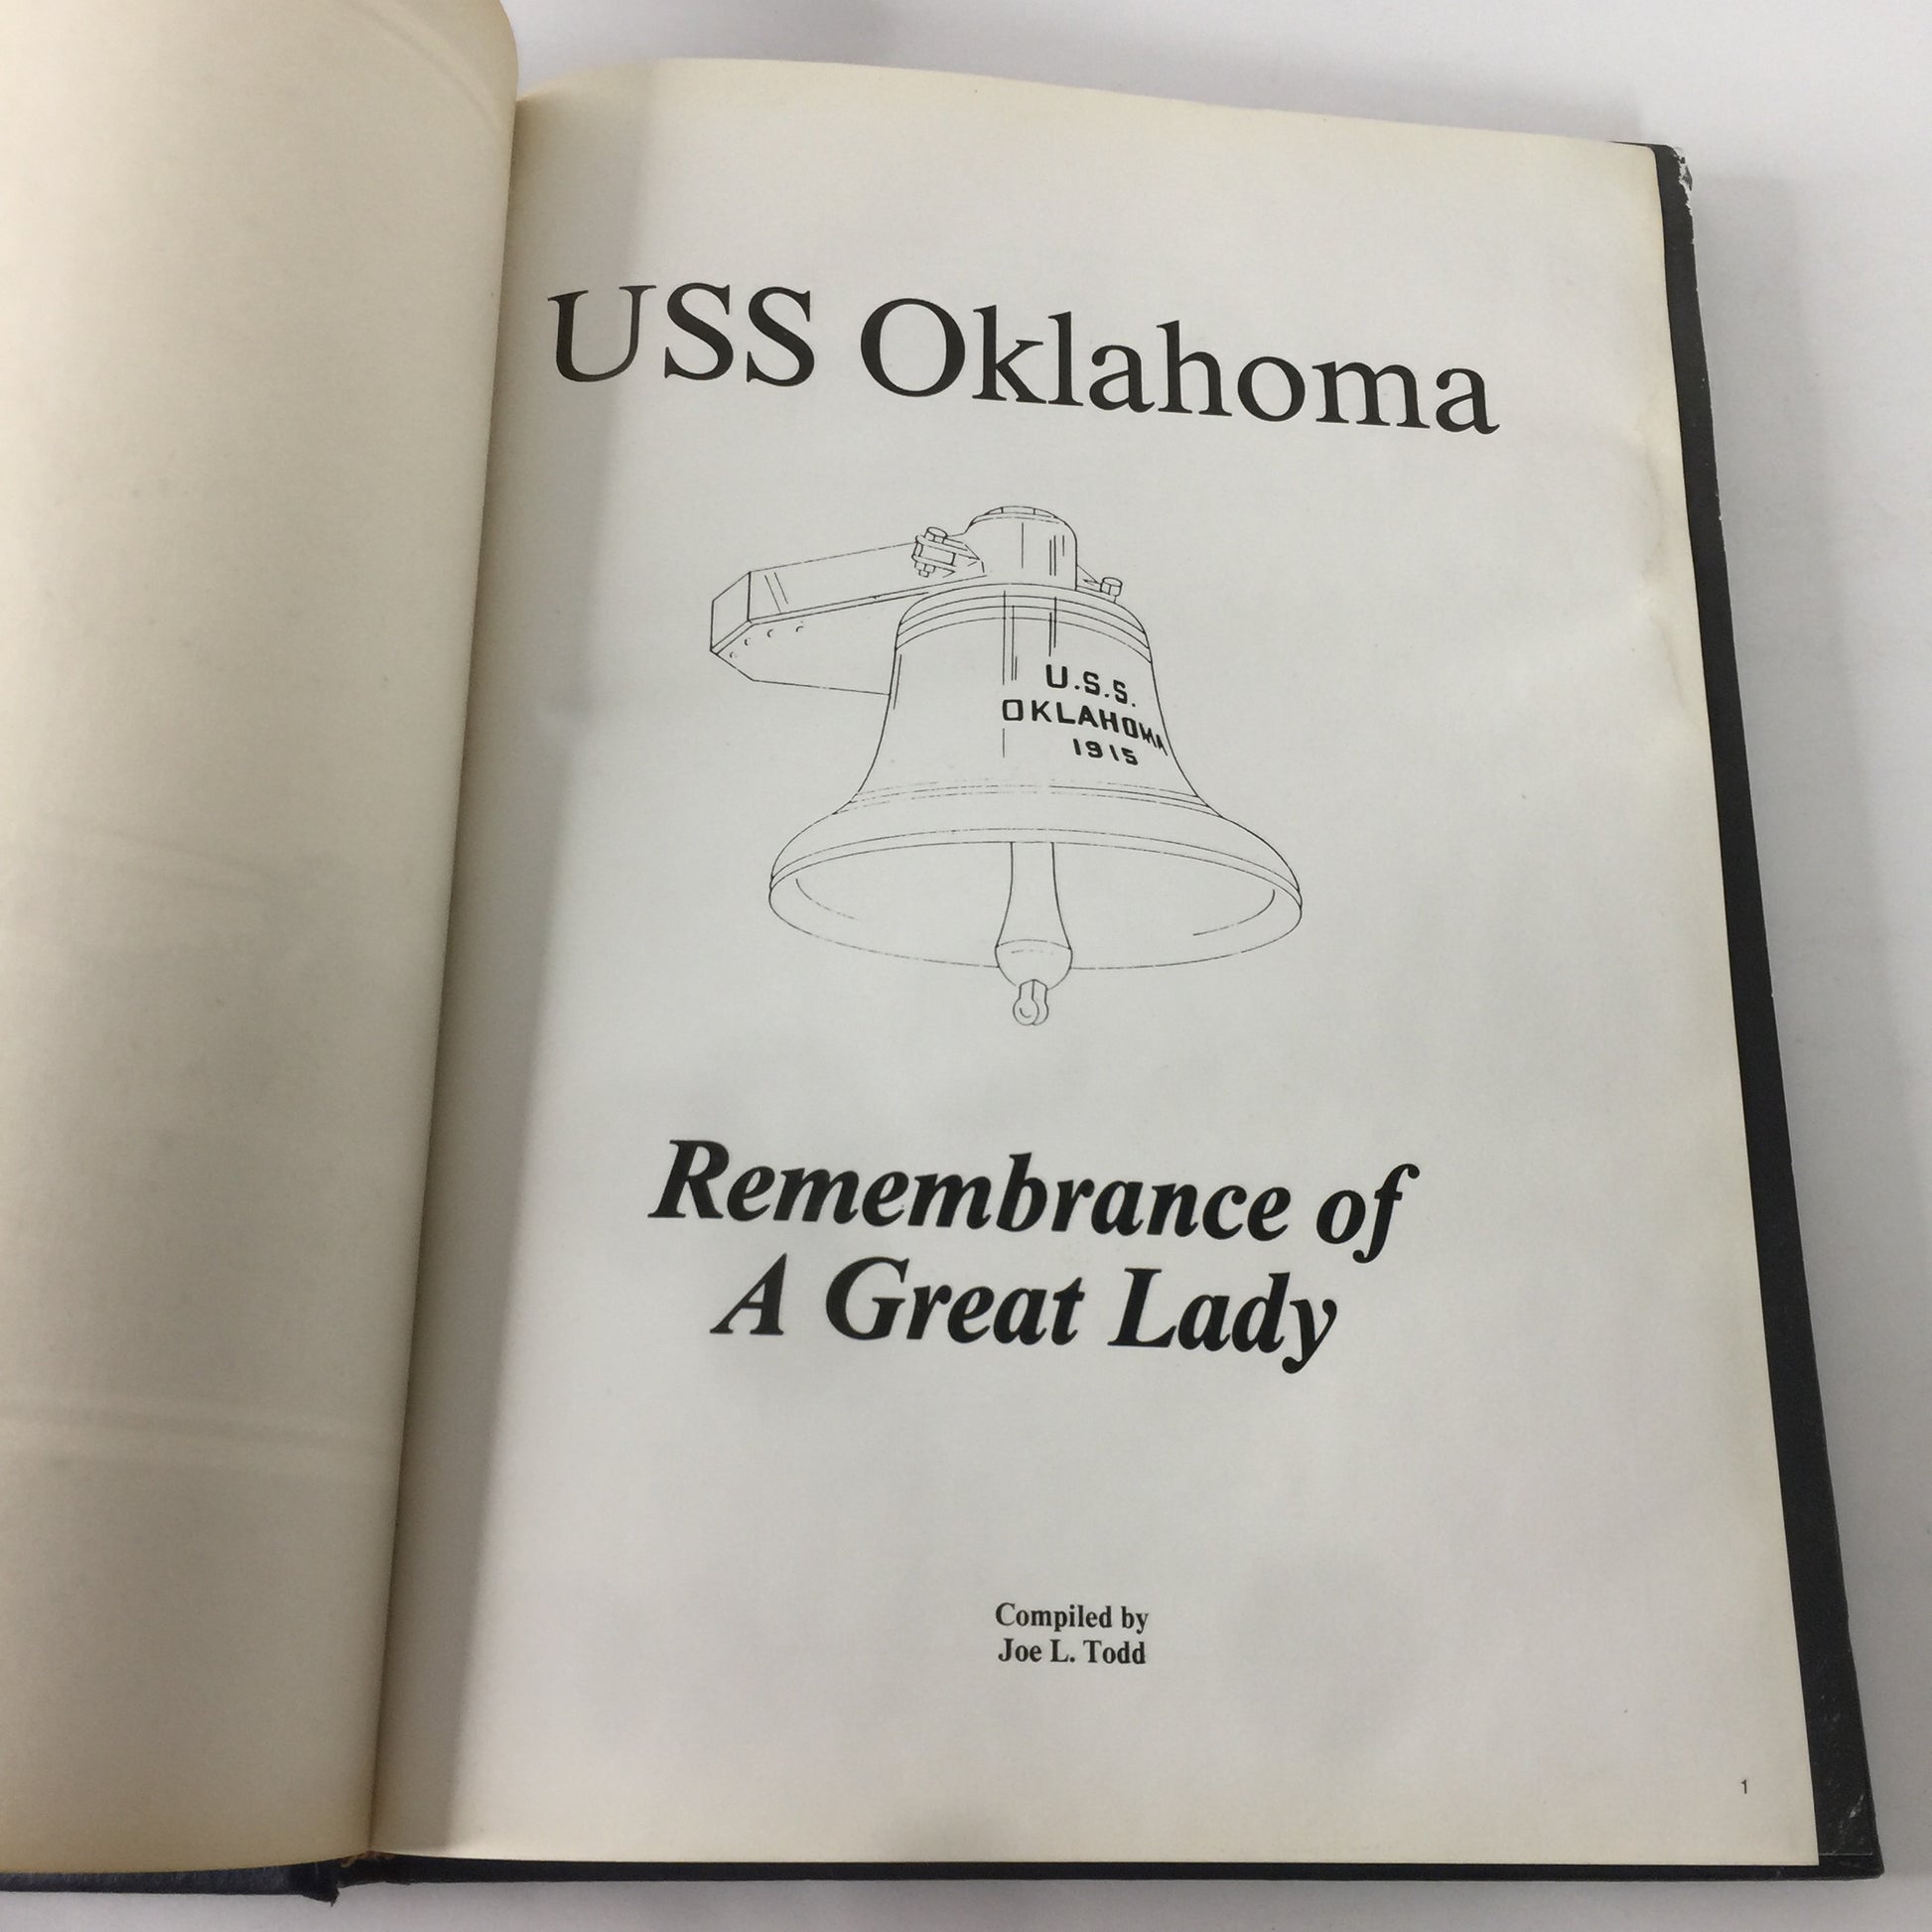 USS Oklahoma
U.S.S.
OKLAHOMA
1915
Remembrance of
A Great Lady
Compiled by
Joe L. Todd
1